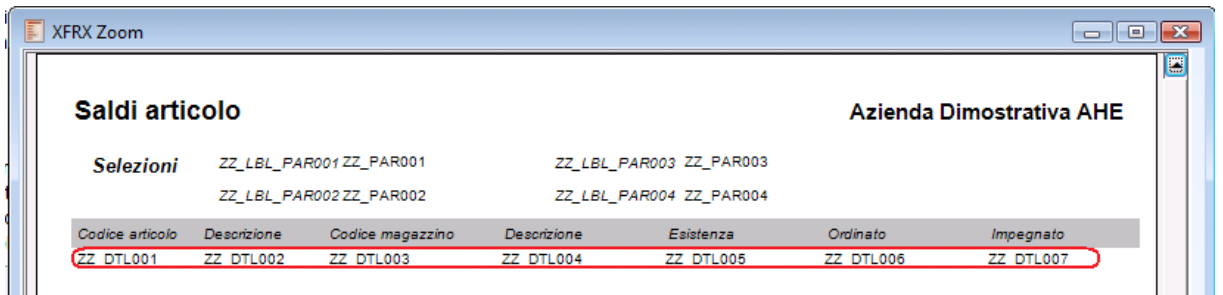 XFRX Zoom
Saldi articolo Azienda Dimostrativa AHE
Selezioni ZZ_LBL_PAR001 ZZ_PAR001 ZZ_LBL_PAR003 ZZ_PAR003
ZZ_LBL_PAR002 ZZ_PAR002 ZZ_LBL_PAR004 ZZ_PAR004
Codice articolo Descrizione Codice magazzino Descrizione Esistenza Ordinato Impegnato
ZZ_DTL001 ZZ_DTL002 ZZ_DTL003 ZZ_DTL004 ZZ_DTL005 ZZ_DTL006 ZZ_DTL007